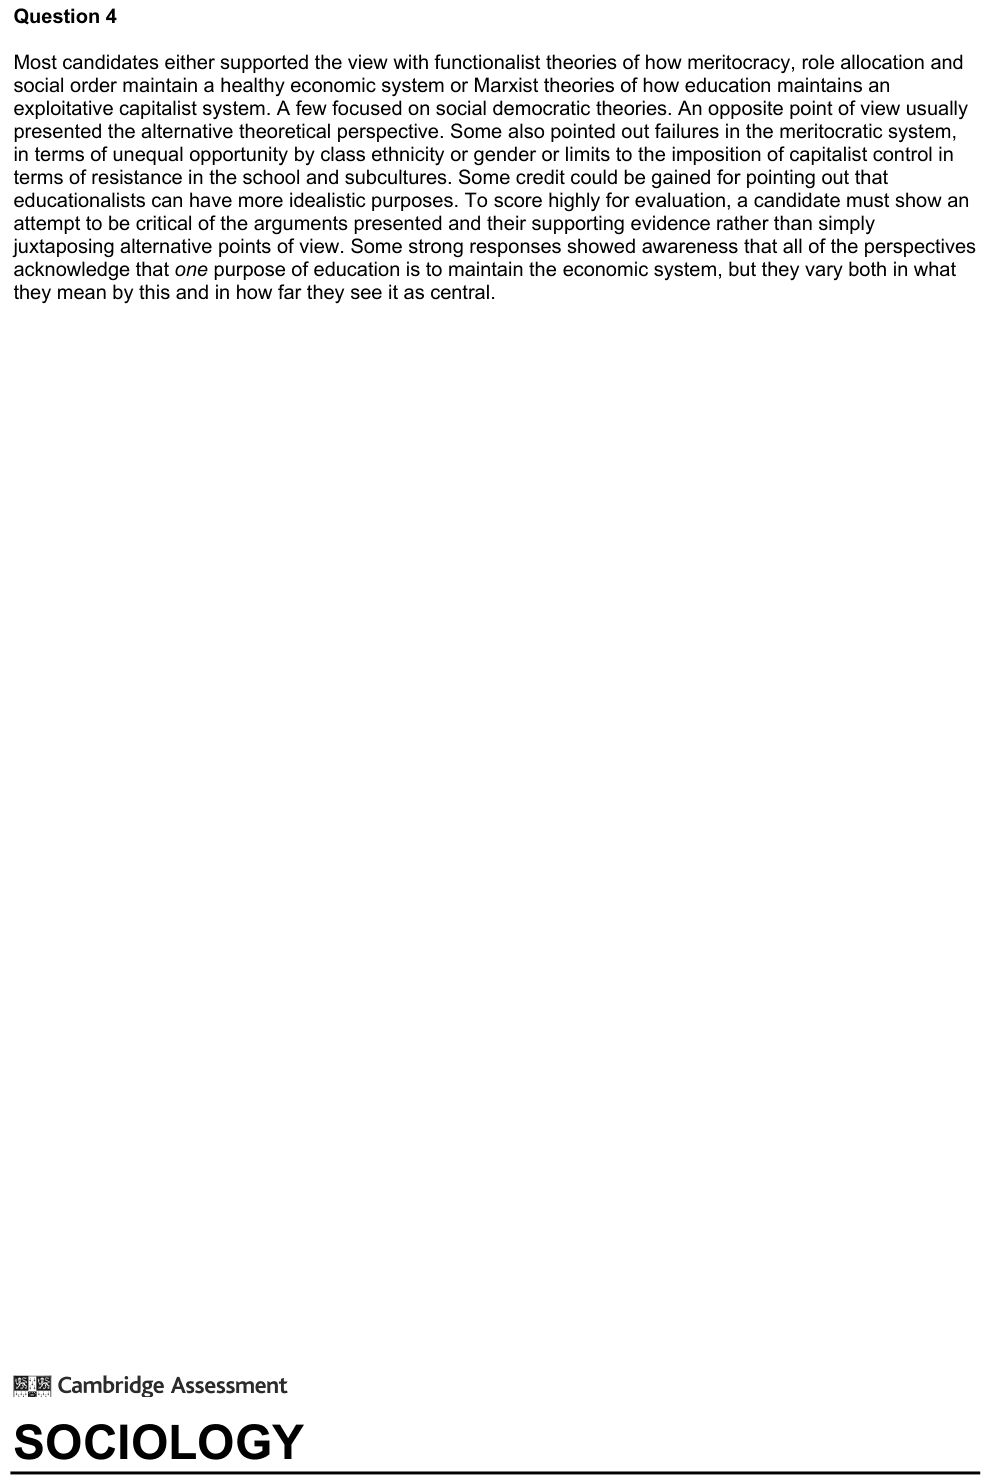 Question 4
Most candidates either supported the view with functionalist theories of how meritocracy, role allocation and
social order maintain a healthy economic system or Marxist theories of how education maintains an
exploitative capitalist system. A few focused on social democratic theories. An opposite point of view usually
presented the alternative theoretical perspective. Some also pointed out failures in the meritocratic system,
in terms of unequal opportunity by class ethnicity or gender or limits to the imposition of capitalist control in
terms of resistance in the school and subcultures. Some credit could be gained for pointing out that
educationalists can have more idealistic purposes. To score highly for evaluation, a candidate must show an
attempt to be critical of the arguments presented and their supporting evidence rather than simply
juxtaposing alternative points of view. Some strong responses showed awareness that all of the perspectives
acknowledge that one purpose of education is to maintain the economic system, but they vary both in what
they mean by this and in how far they see it as central.
Cambridge Assessment
SOCIOLOGY